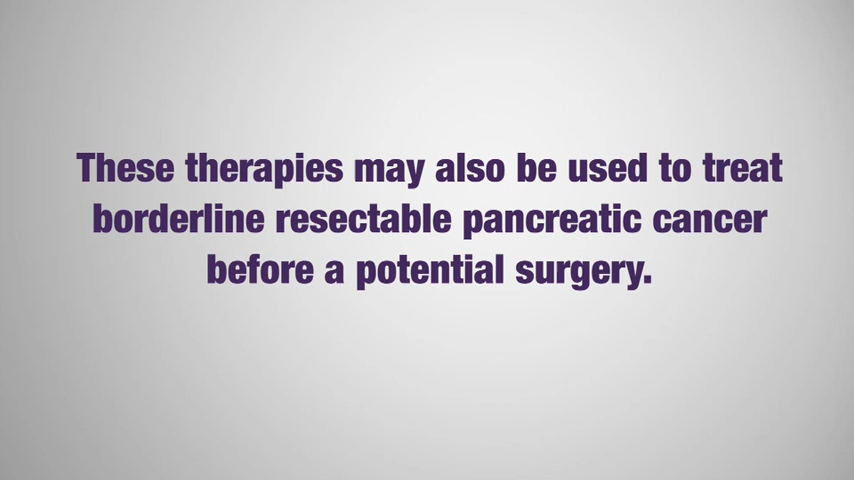 These therapies may also be used to treat
borderline resectable pancreatic cancer
before a potential surgery.